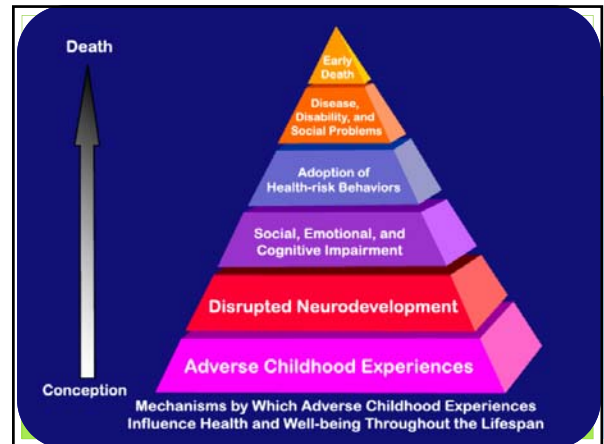 Death
Early
Death
Disease,
Disability, and
Social Problems
Adoption of
Health-risk Behaviors
Social, Emotional, and
Cognitive Impairment
Disrupted Neurodevelopment
Adverse Childhood Experiences
Conception
Mechanisms by Which Adverse Childhood Experiences
Influence Health and Well-being Throughout the Lifespan